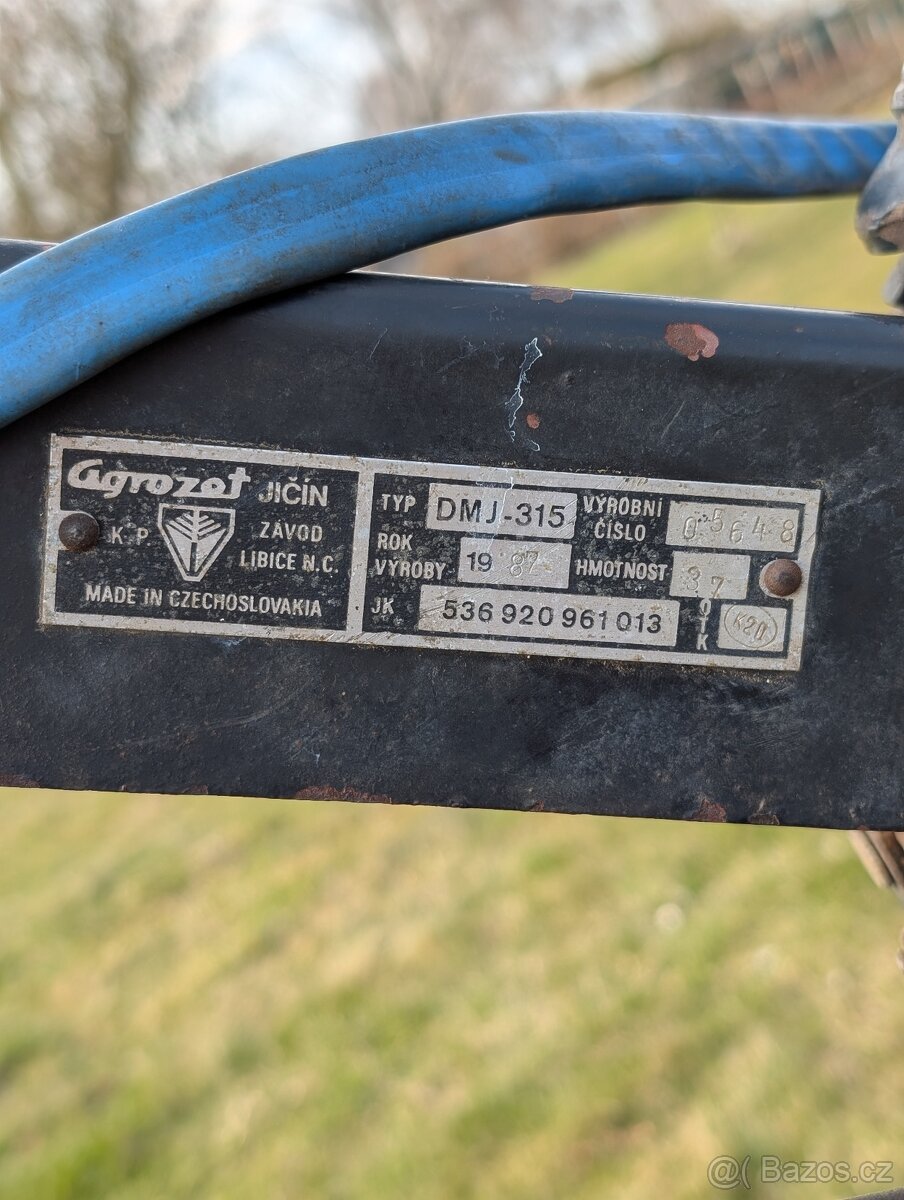 Agrozet JIČÍN
K.P ZÁVOD
LIBICE N.C.
MADE IN CZECHOSLOVAKIA
TYP DMJ-315 VÝROBNÍ
ČÍSLO 05648
ROK
VÝROBY 19 87 HMOTNOST 37
JK 536 920 961 013 OTK K20
@( Bazos.cz